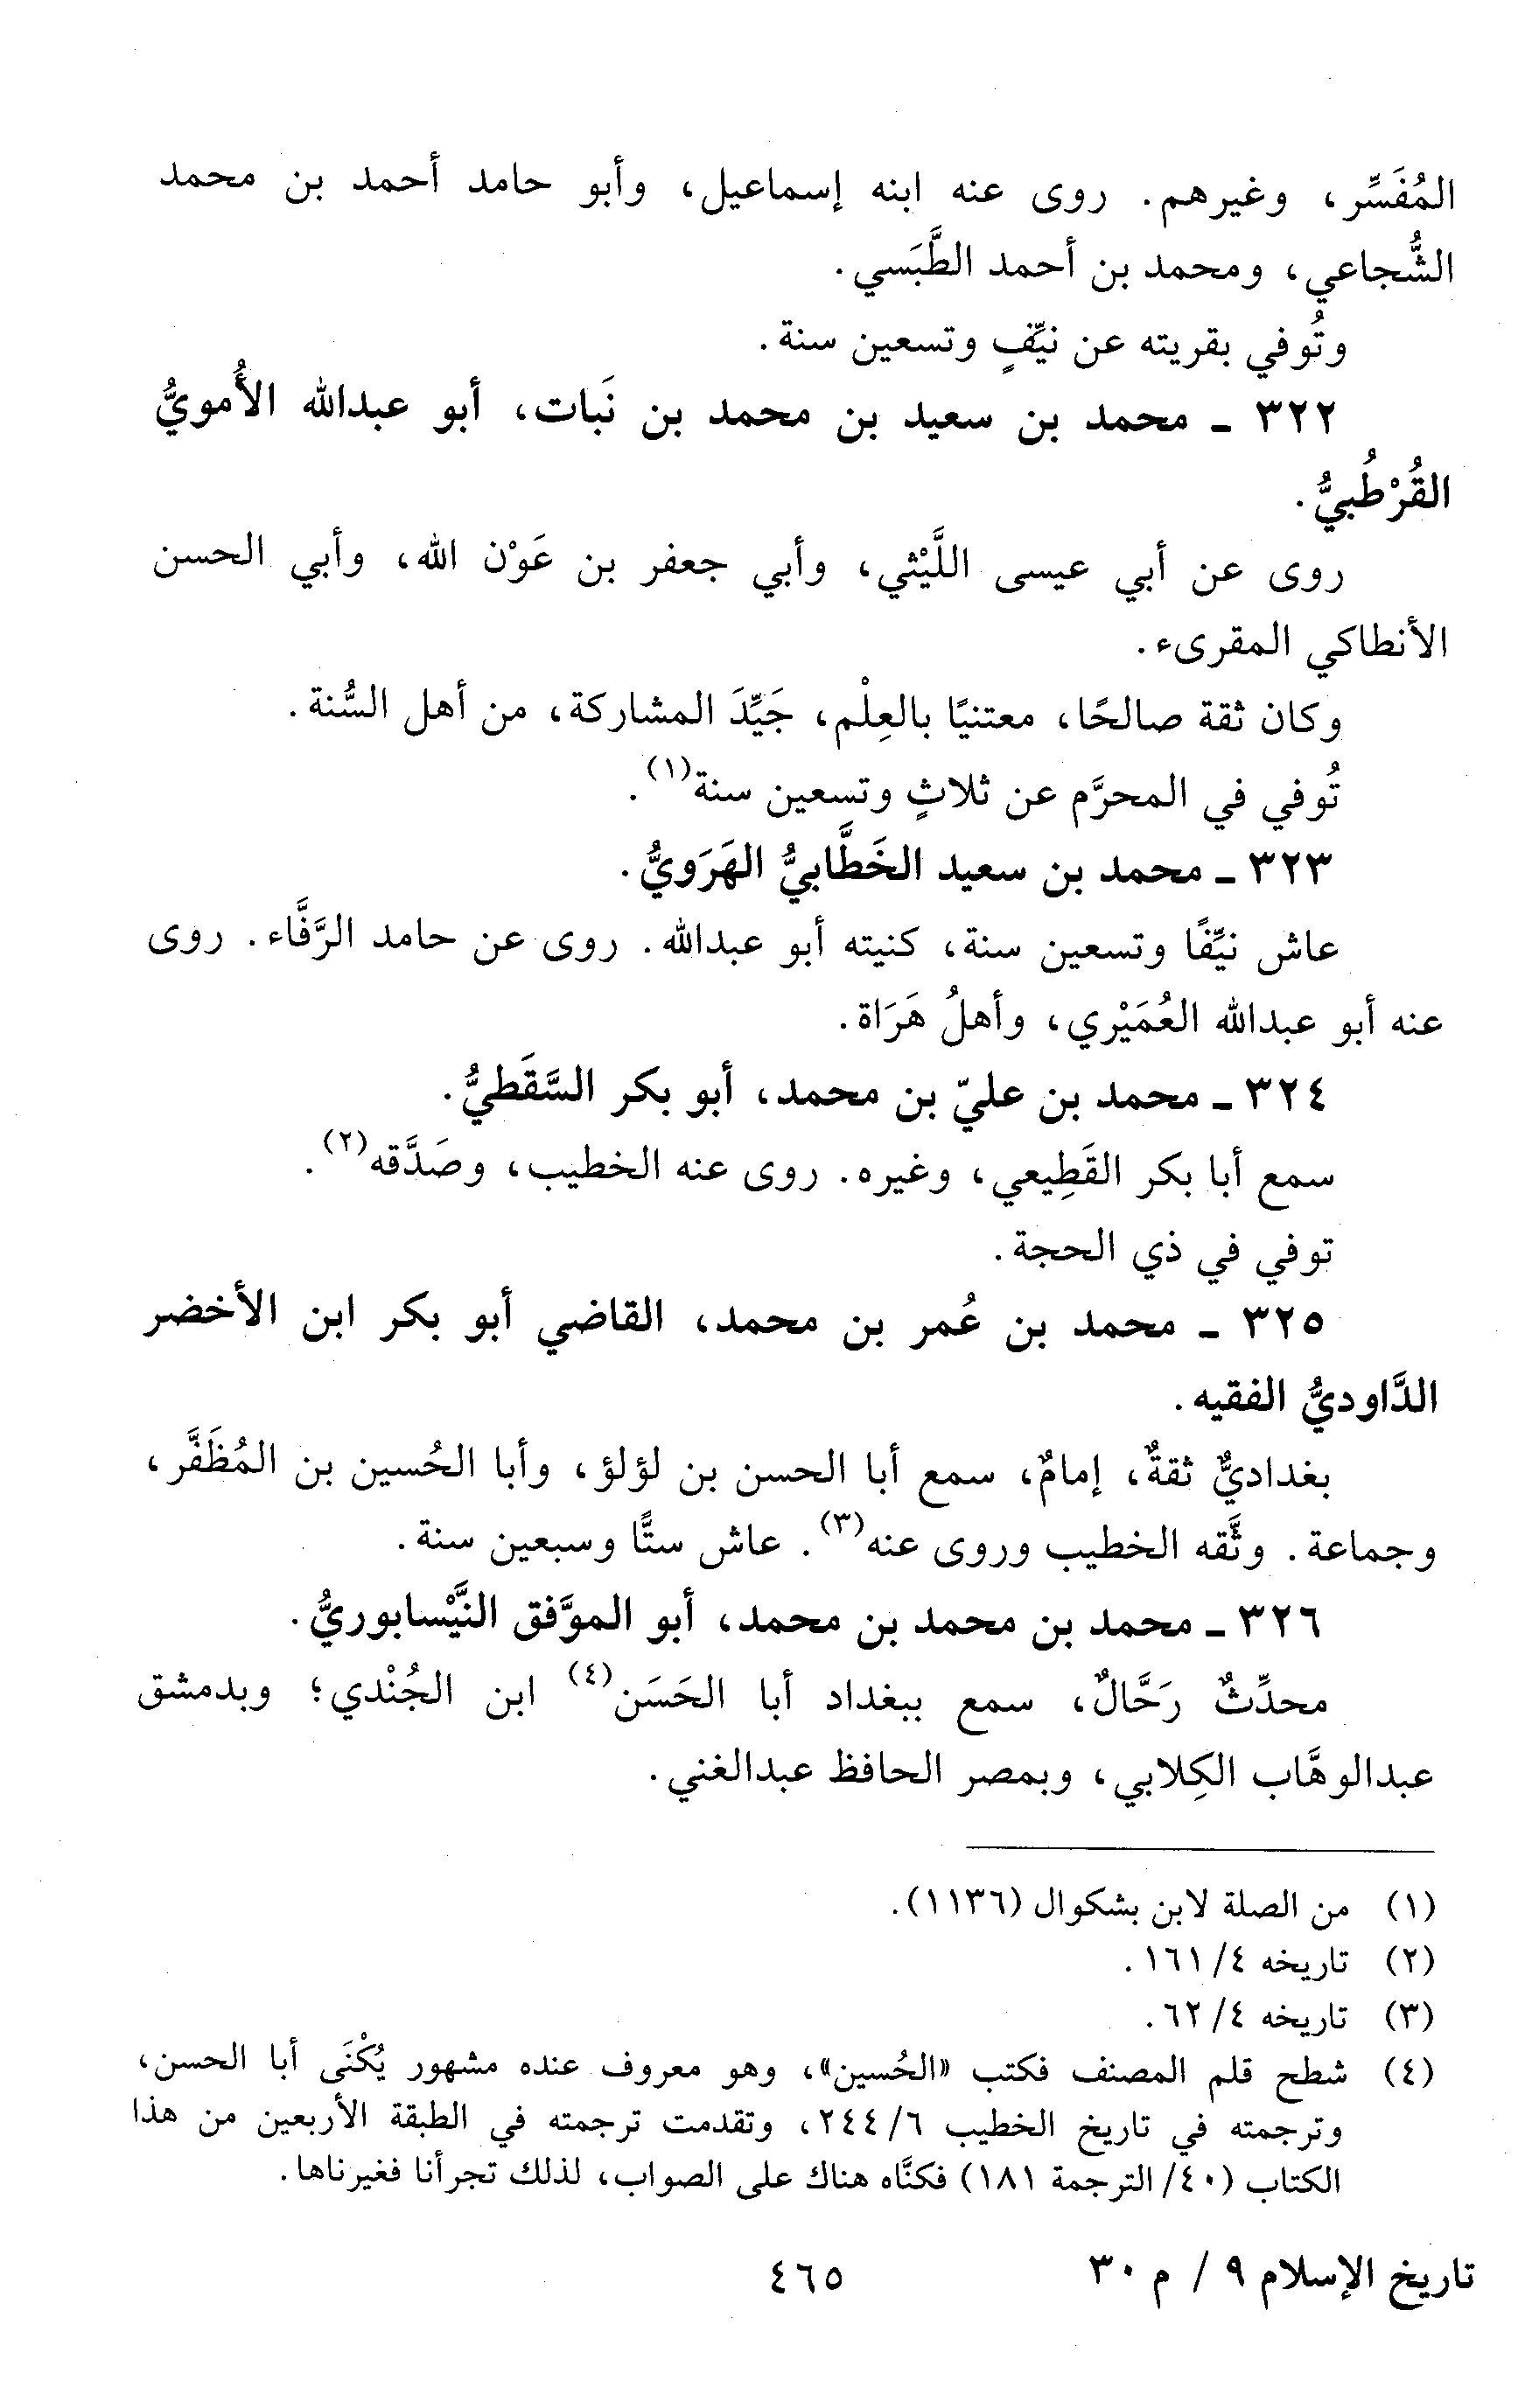 المُفَسِّر، وغيرهم. روى عنه ابنه إسماعيل، وأبو حامد أحمد بن محمد
الشُّجاعي، ومحمد بن أحمد الطَّبَسي.
وتُوفي بقريته عن نيِّفٍ وتسعين سنة.
٣٢٢ ـ محمد بن سعيد بن محمد بن نَبات، أبو عبدالله الأُمويُّ
القُرْطُبيُّ.
روى عن أبي عيسى اللَّيْثي، وأبي جعفر بن عَوْن الله، وأبي الحسن
الأنطاكي المقرىء.
وكان ثقة صالحًا، معتنيًا بالعِلْم، جَيِّدَ المشاركة، من أهل السُّنة.
تُوفي في المحرَّم عن ثلاثٍ وتسعين سنة(١).
٣٢٣ ـ محمد بن سعيد الخَطَّابيُّ الهَرَويُّ.
عاش نيِّفًا وتسعين سنة، كنيته أبو عبدالله. روى عن حامد الرَّفَّاء. روى
عنه أبو عبدالله العُمَيْري، وأهلُ هَرَاة.
٣٢٤ ـ محمد بن عليّ بن محمد، أبو بكر السَّقَطيُّ.
سمع أبا بكر القَطِيعي، وغيره. روى عنه الخطيب، وصَدَّقه(٢).
توفي في ذي الحجة.
٣٢٥ ـ محمد بن عُمر بن محمد، القاضي أبو بكر ابن الأخضر
الدَّاوديُّ الفقيه.
بغداديٌّ ثقةٌ، إمامٌ، سمع أبا الحسن بن لؤلؤ، وأبا الحُسين بن المُظَفَّر،
وجماعة. وثَّقه الخطيب وروى عنه(٣). عاش ستًّا وسبعين سنة.
٣٢٦ ـ محمد بن محمد بن محمد، أبو الموَّفق النَّيْسابوريُّ.
محدِّثٌ رَحَّالٌ، سمع ببغداد أبا الحَسَن(٤) ابن الجُنْدي؛ وبدمشق
عبدالوهَّاب الكِلابي، وبمصر الحافظ عبدالغني.
(١) من الصلة لابن بشكوال (١١٣٦).
(٢) تاريخه ٤/ ١٦١.
(٣) تاريخه ٤/ ٦٢.
(٤) شطح قلم المصنف فكتب «الحُسين»، وهو معروف عنده مشهور يُكْنَى أبا الحسن،
وترجمته في تاريخ الخطيب ٦/ ٢٤٤، وتقدمت ترجمته في الطبقة الأربعين من هذا
الكتاب (٤٠/ الترجمة ١٨١) فكنَّاه هناك على الصواب، لذلك تجرأنا فغيرناها.
تاريخ الإسلام ٩ / م ٣٠
٤٦٥